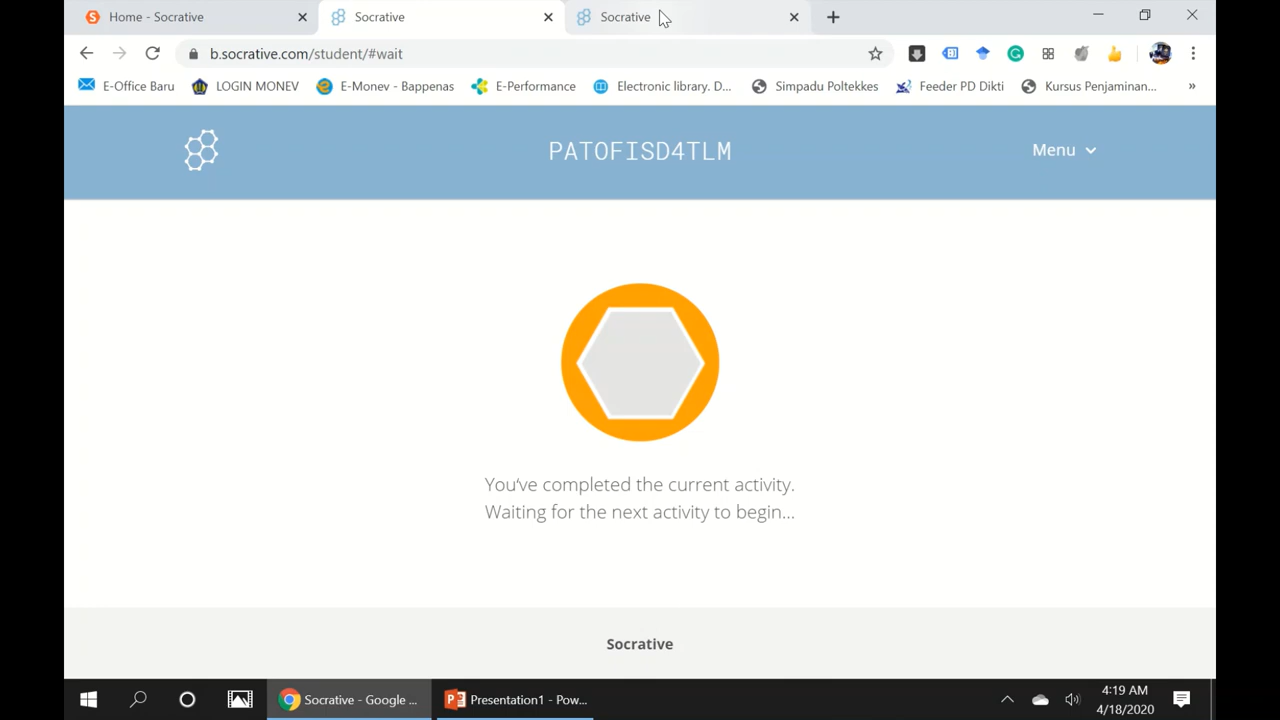 Home - Socrative
Socrative
Socrative
b.socrative.com/student/#wait
E-Office Baru
LOGIN MONEV
E-Monev - Bappenas
E-Performance
Electronic library. D...
Simpadu Poltekkes
Feeder PD Dikti
Kursus Penjaminan...
»
PATOFISD4TLM
Menu
You've completed the current activity.
Waiting for the next activity to begin...
Socrative
Socrative - Google ...
Presentation1 - Pow...
4:19 AM
4/18/2020